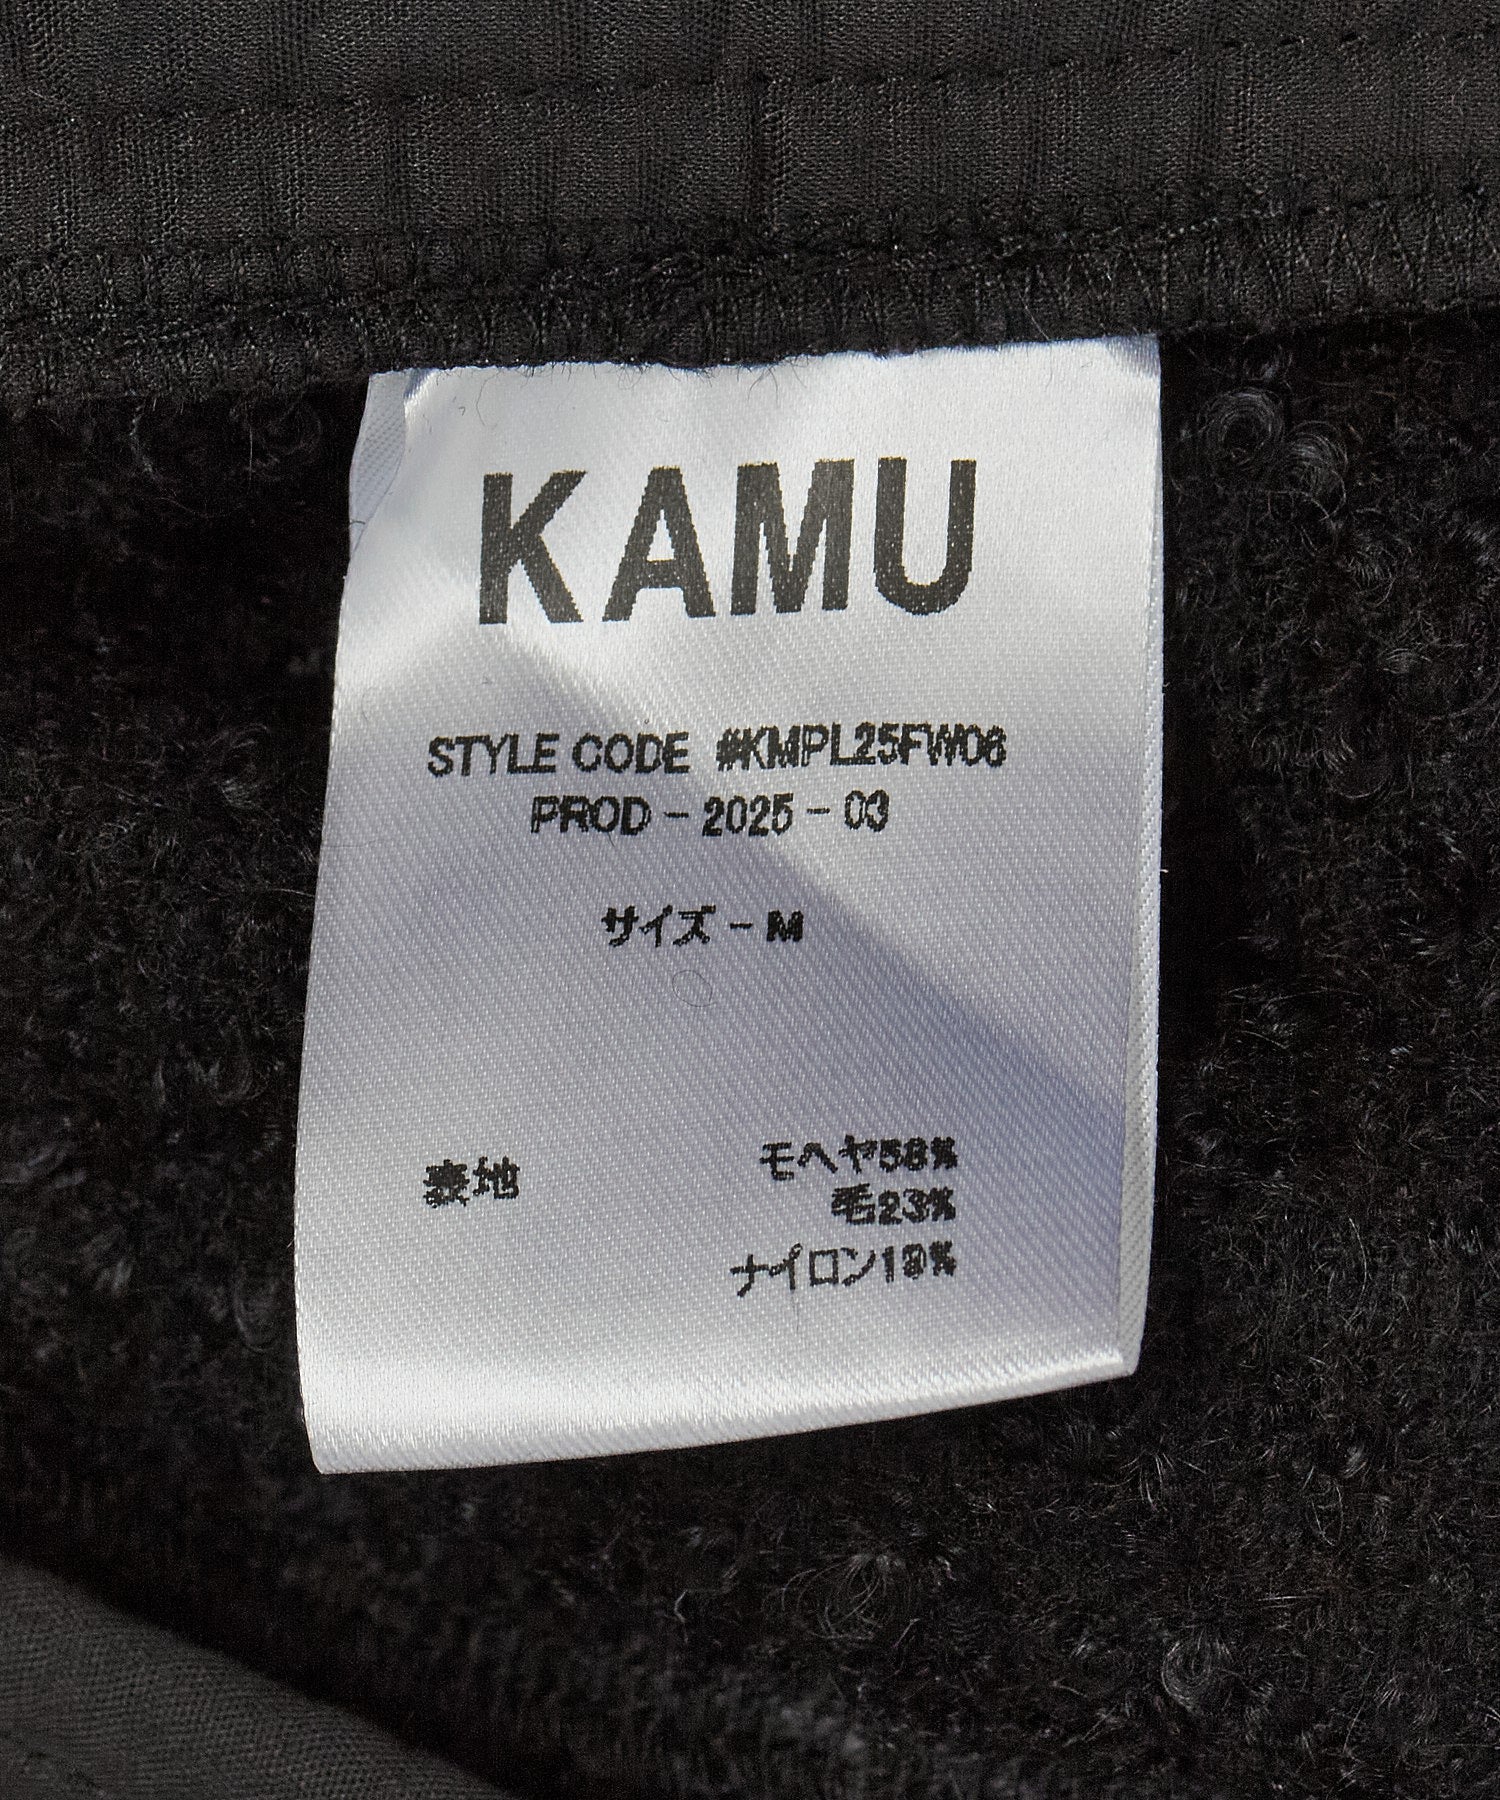 KAMU
STYLE CODE #KMPL25FW06
PROD - 2025 - 03
サイズ - M
表地
モヘヤ58%
毛23%
ナイロン19%